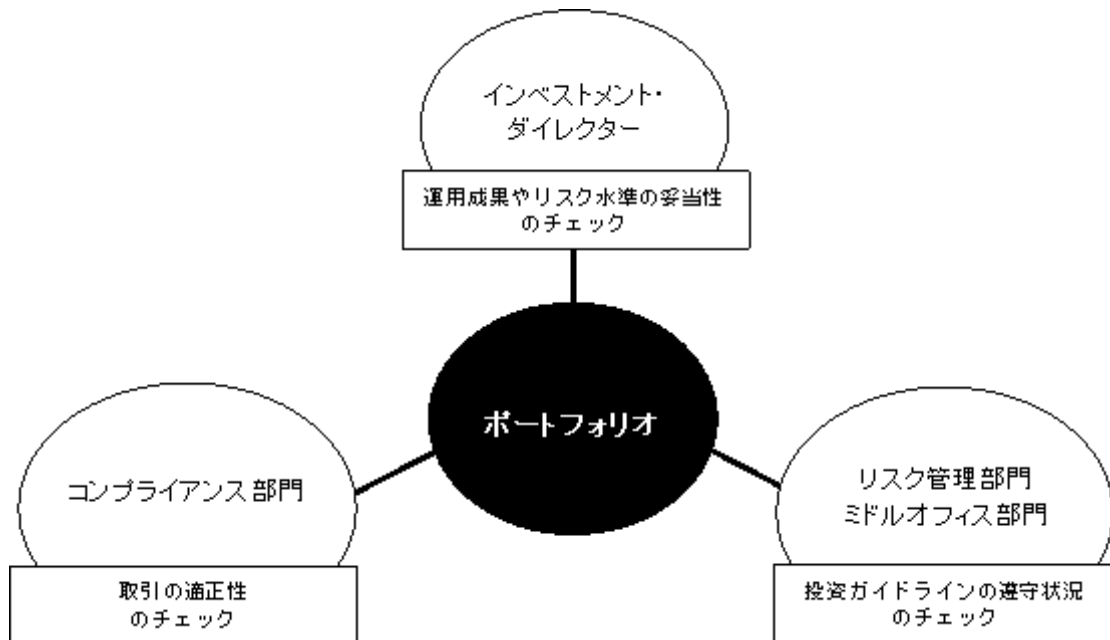 インベストメント・
ダイレクター
運用成果やリスク水準の妥当性
のチェック
ポートフォリオ
コンプライアンス部門
取引の適正性
のチェック
リスク管理部門
ミドルオフィス部門
投資ガイドラインの遵守状況
のチェック